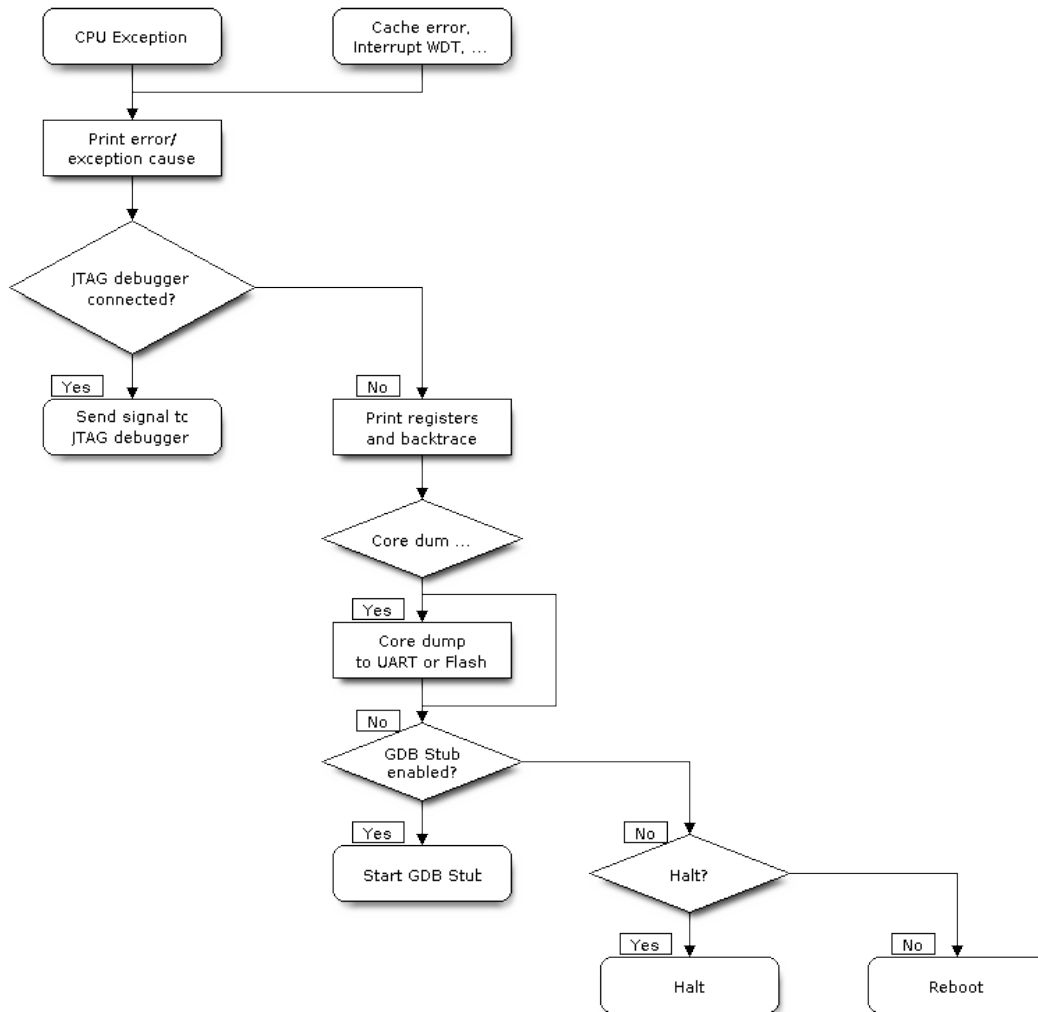 CPU Exception
Cache error,
Interrupt WDT, ...
Print error/
exception cause
JTAG debugger
connected?
Yes
Send signal to
JTAG debugger
No
Print registers
and backtrace
Core dum ...
Yes
Core dump
to UART or Flash
No
GDB Stub
enabled?
Yes
Start GDB Stub
No
Halt?
Yes
Halt
No
Reboot